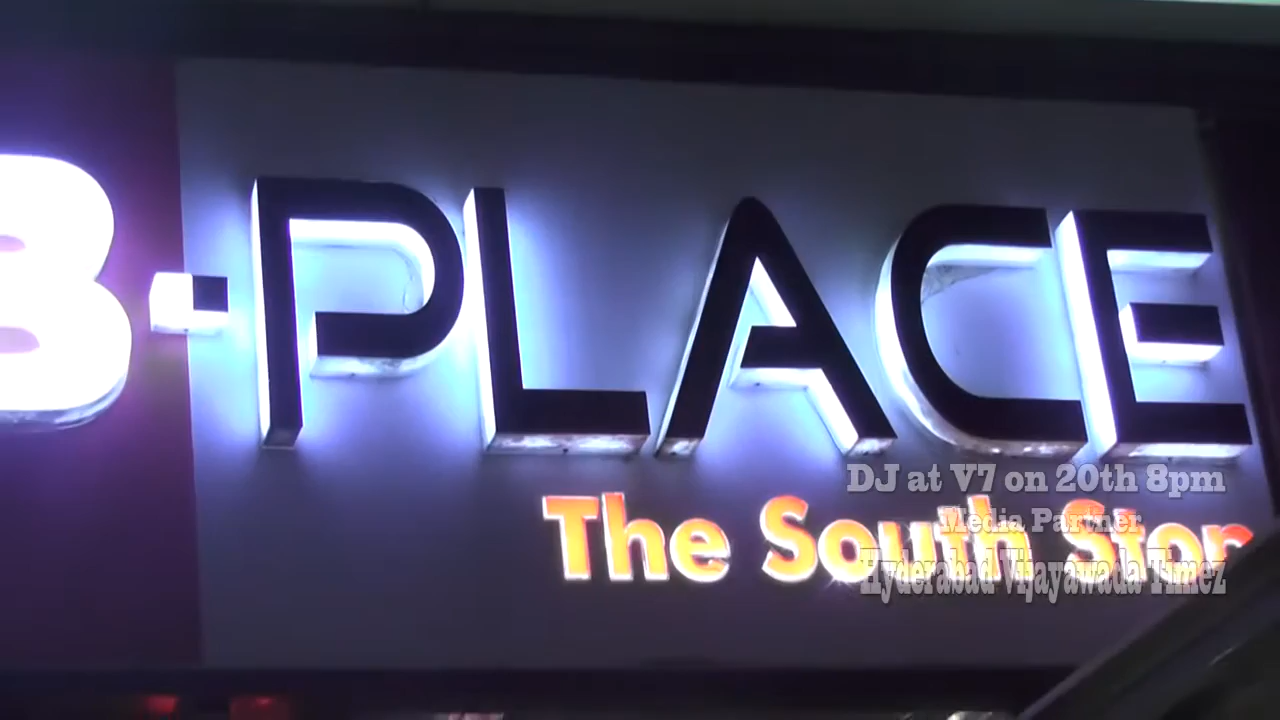 B-PLACE
The South Stor
DJ at V7 on 20th 8pm
Media Partner
Hyderabad Vijayawada Timez